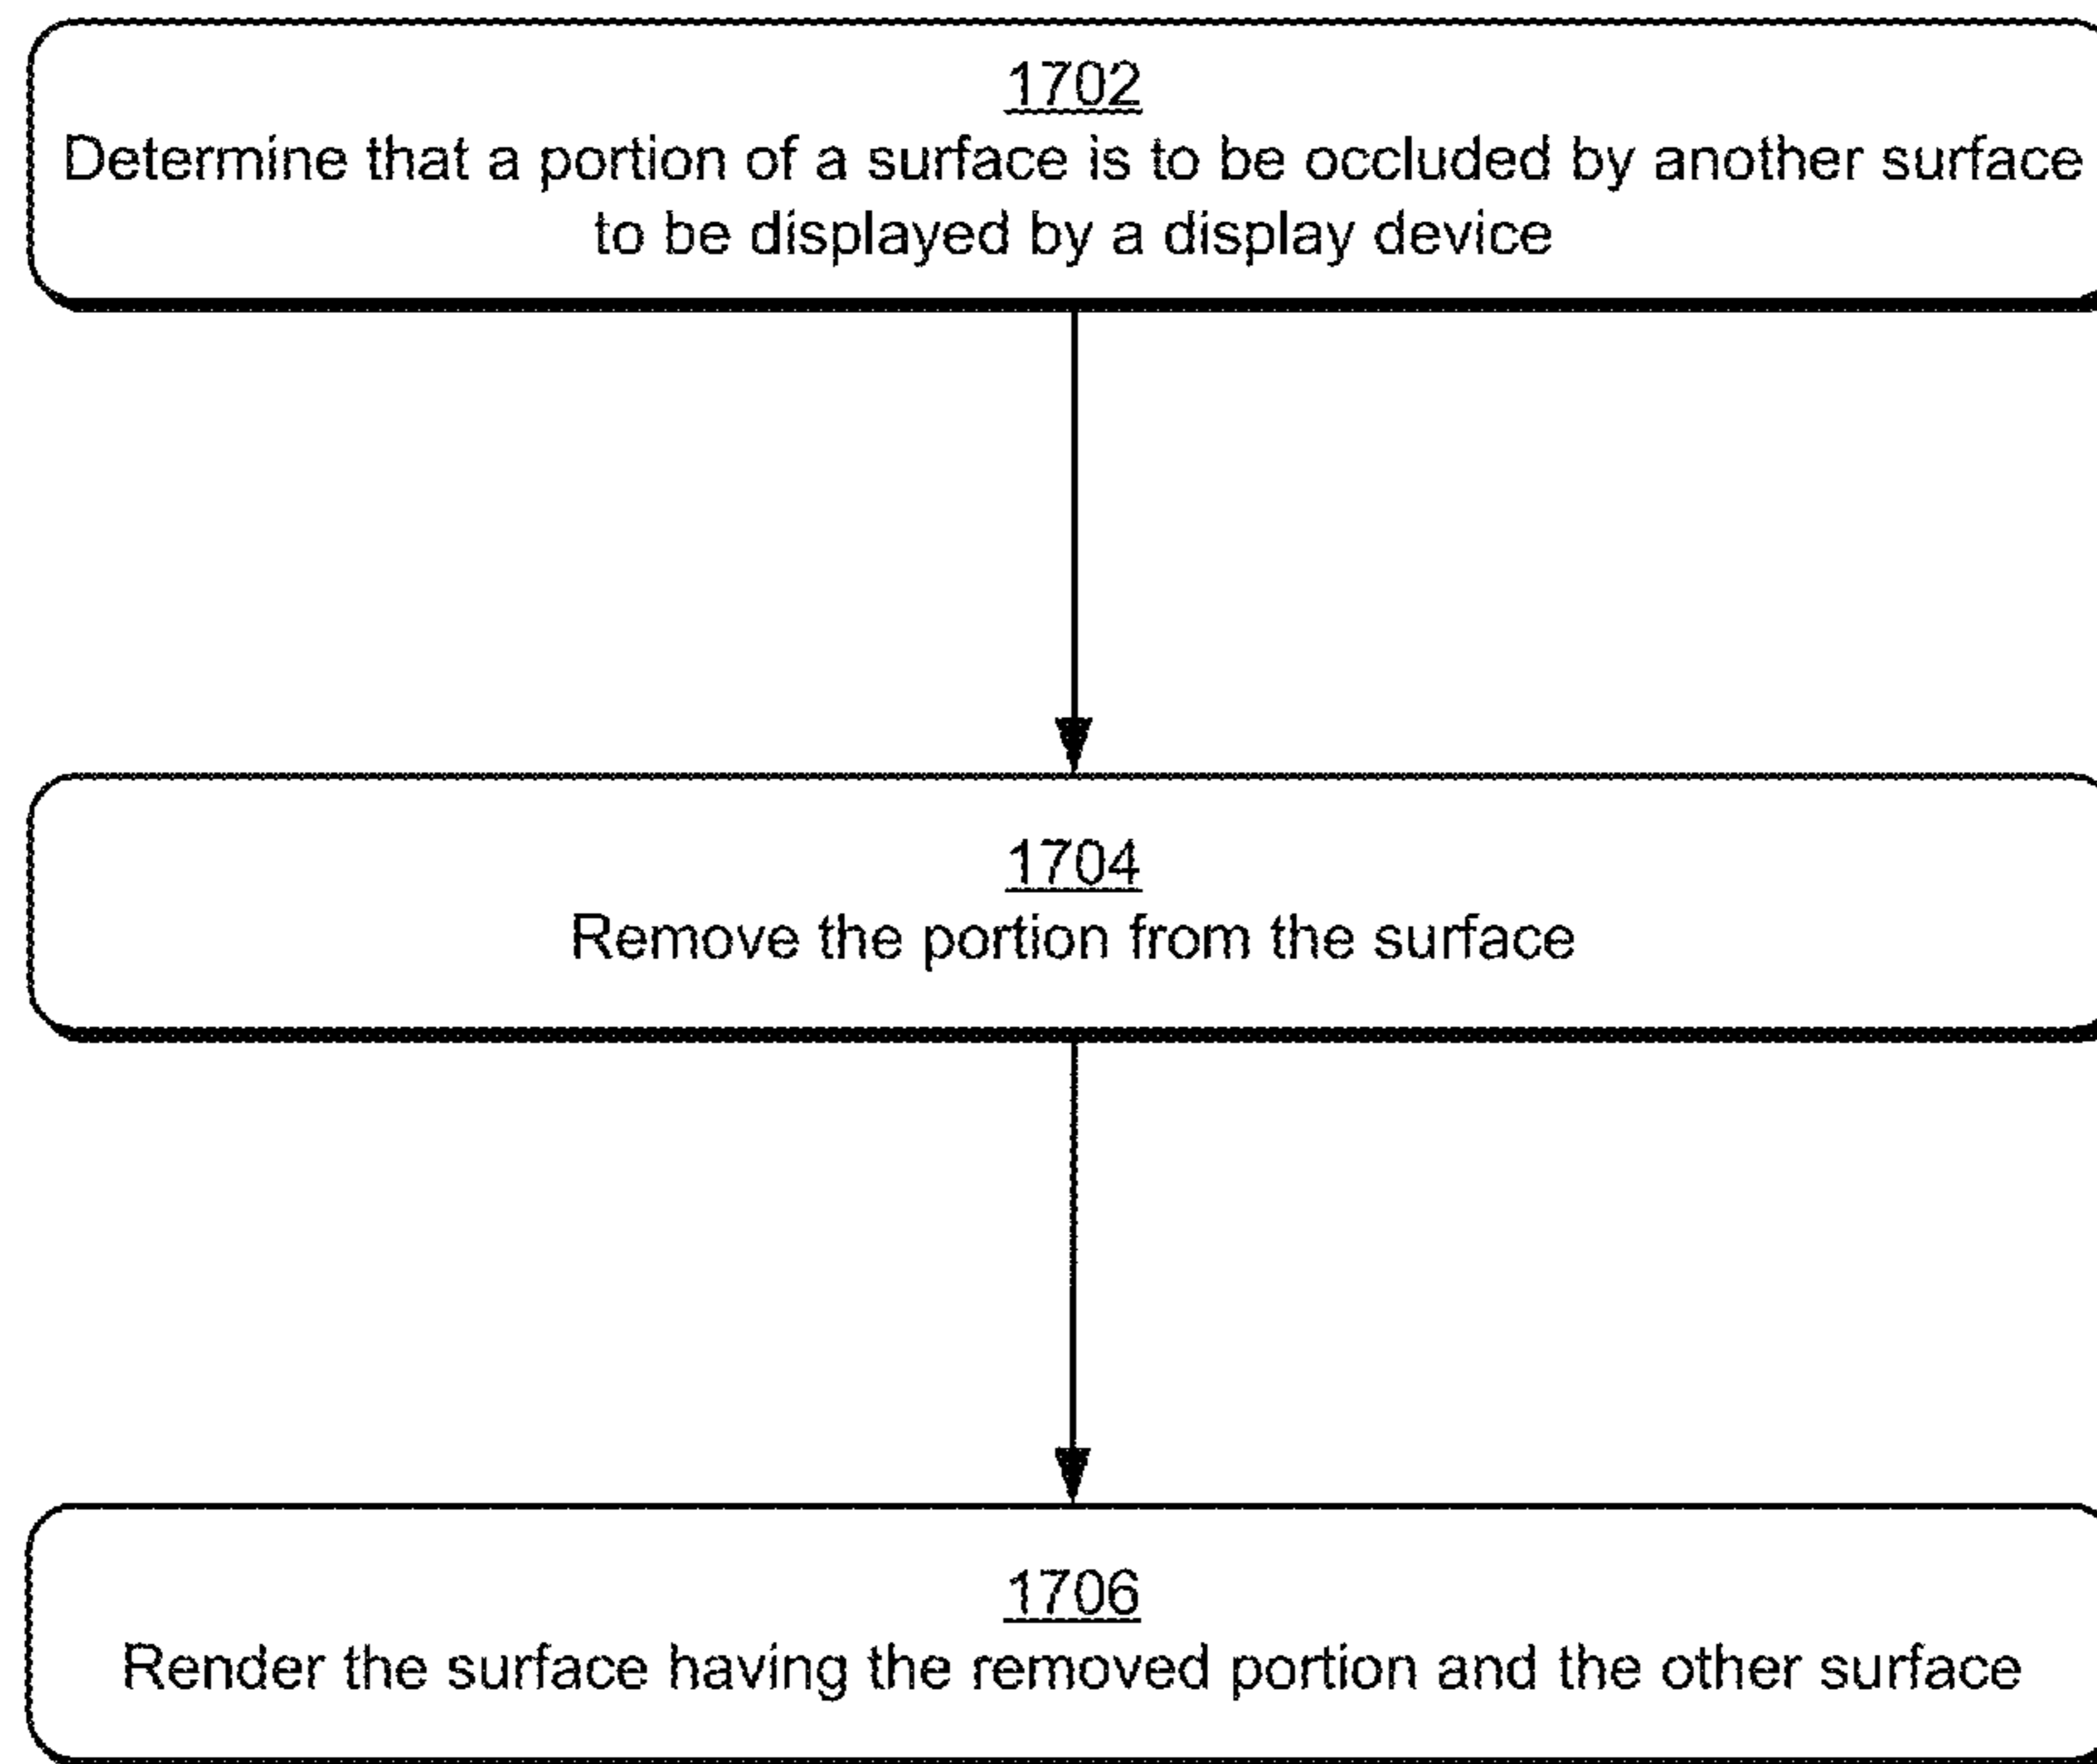 1702
Determine that a portion of a surface is to be occluded by another surface
to be displayed by a display device
1704
Remove the portion from the surface
1706
Render the surface having the removed portion and the other surface